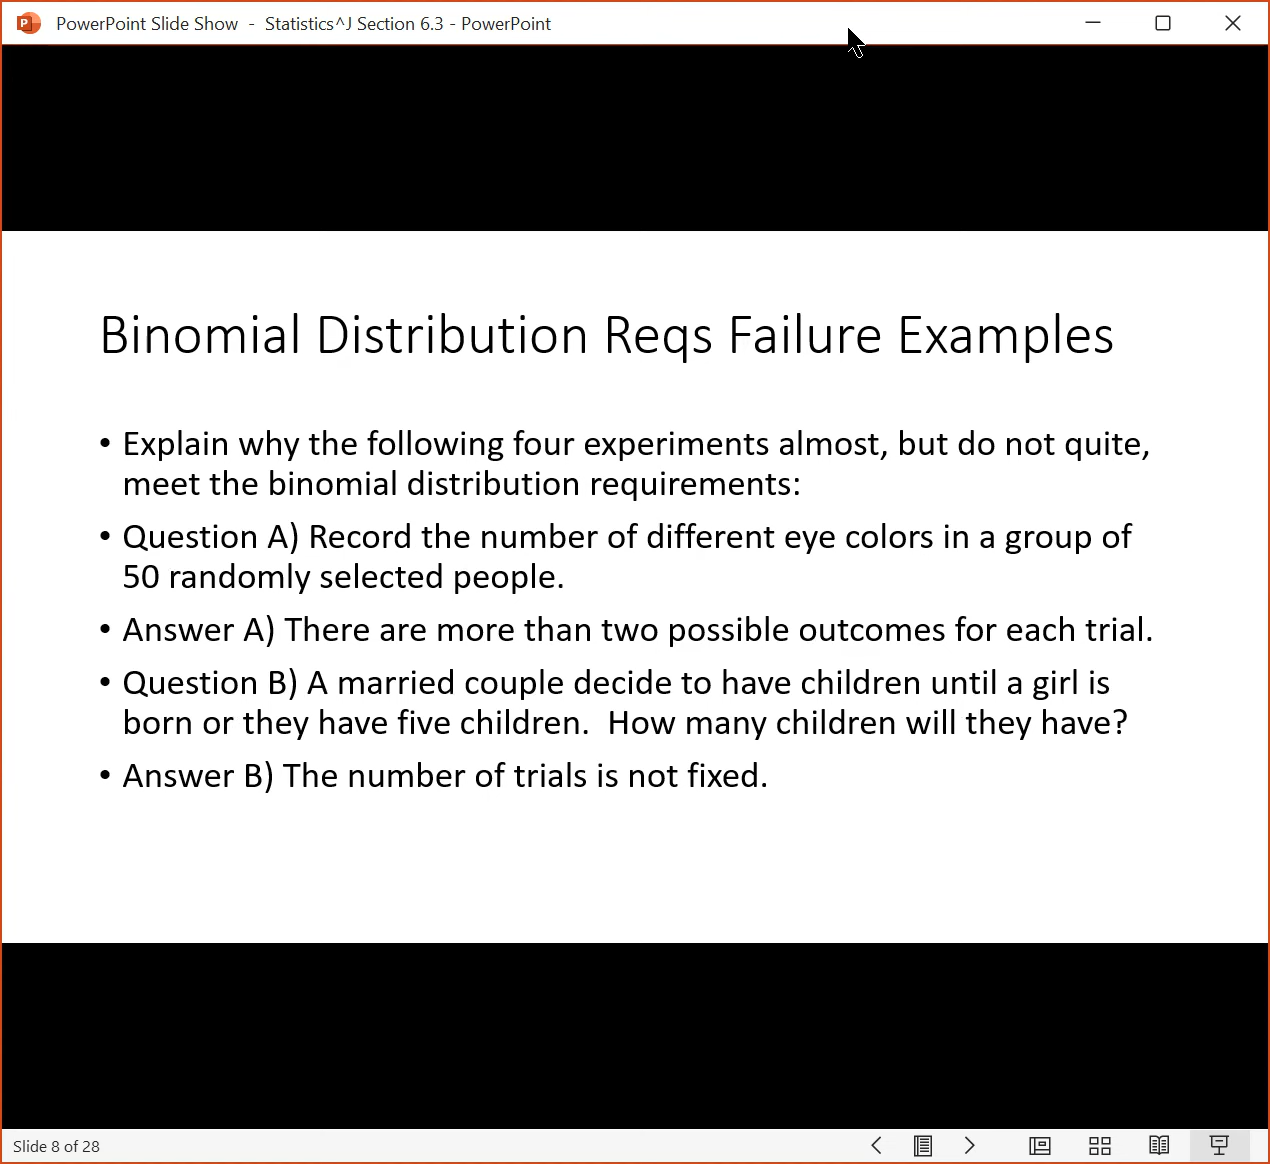 PowerPoint Slide Show - Statistics^J Section 6.3 - PowerPoint
Binomial Distribution Reqs Failure Examples
• Explain why the following four experiments almost, but do not quite,
meet the binomial distribution requirements:
• Question A) Record the number of different eye colors in a group of
50 randomly selected people.
• Answer A) There are more than two possible outcomes for each trial.
• Question B) A married couple decide to have children until a girl is
born or they have five children.  How many children will they have?
• Answer B) The number of trials is not fixed.
Slide 8 of 28